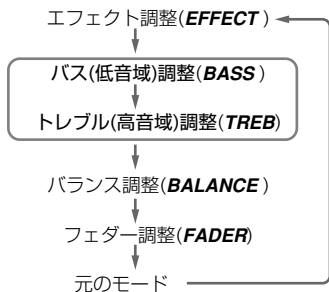 エフェクト調整(EFFECT )
バス(低音域)調整(BASS )
トレブル(高音域)調整(TREB)
バランス調整(BALANCE )
フェダー調整(FADER)
元のモード